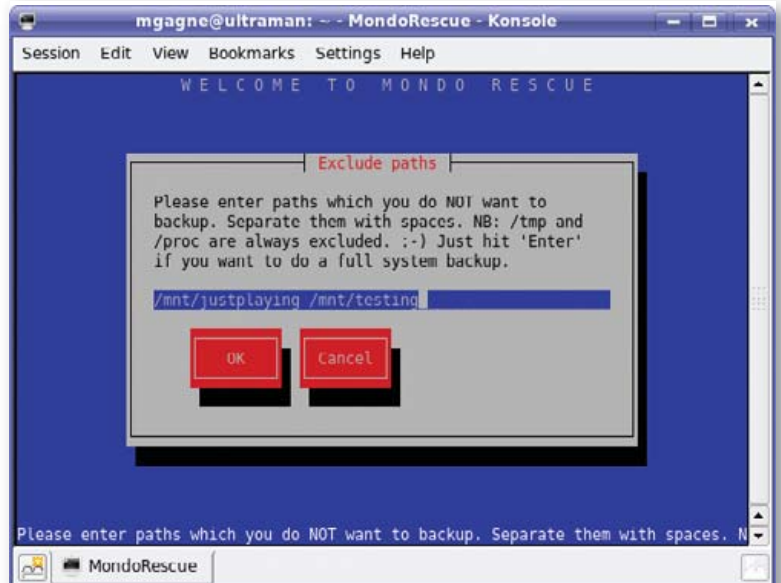 mgagne@ultraman: ~ - MondoRescue - Konsole
Session Edit View Bookmarks Settings Help
WELCOME TO MONDO RESCUE
Exclude paths
Please enter paths which you do NOT want to
backup. Separate them with spaces. NB: /tmp and
/proc are always excluded. ;-) Just hit 'Enter'
if you want to do a full system backup.
/mnt/justplaying /mnt/testing
OK Cancel
Please enter paths which you do NOT want to backup. Separate them with spaces. N
MondoRescue